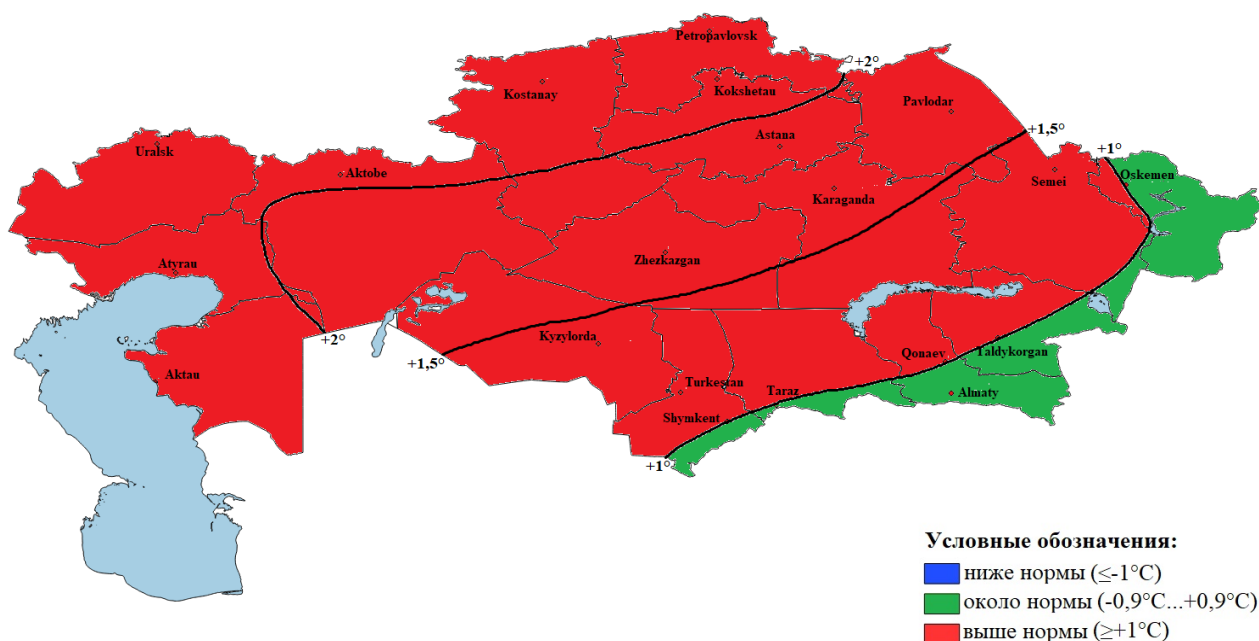 Petropavlovsk
+2°
Kostanay
Kokshetau
Pavlodar
Astana
+1,5°
Uralsk
+1°
Aktobe
Oskemen
Semei
Karaganda
Atyrau
Zhezkazgan
+2°
Kyzylorda
+1,5°
Qonaev
Taldykorgan
Aktau
Turkestan
Taraz
Almaty
Shymkent
+1°
Условные обозначения:
ниже нормы (≤-1°C)
около нормы (-0,9°C...+0,9°C)
выше нормы (≥+1°C)